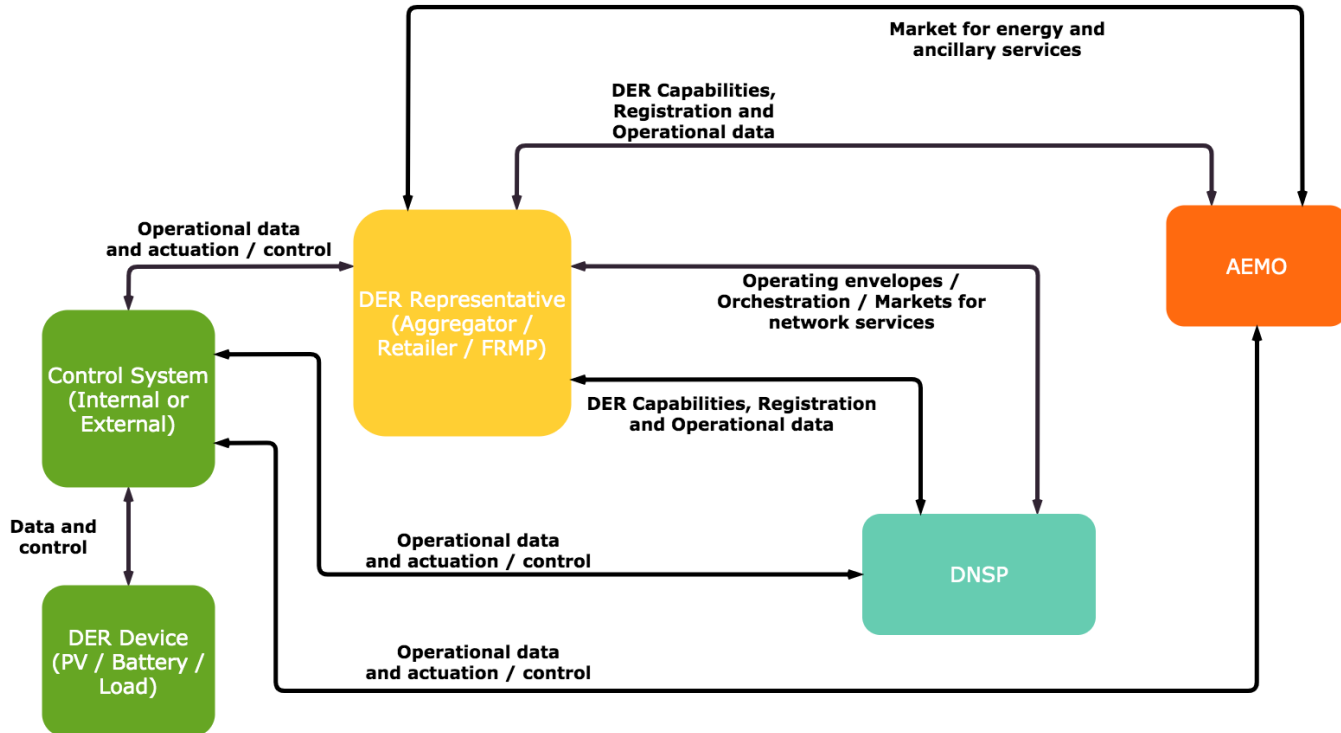 Market for energy and
ancillary services
DER Capabilities,
Registration and
Operational data
Operational data
and actuation / control
AEMO
DER Representative
(Aggregator /
Retailer / FRMP)
Operating envelopes /
Orchestration / Markets for
network services
Control System
(Internal or
External)
DER Capabilities, Registration
and Operational data
Data and
control
Operational data
and actuation / control
DNSP
DER Device
(PV / Battery /
Load)
Operational data
and actuation / control